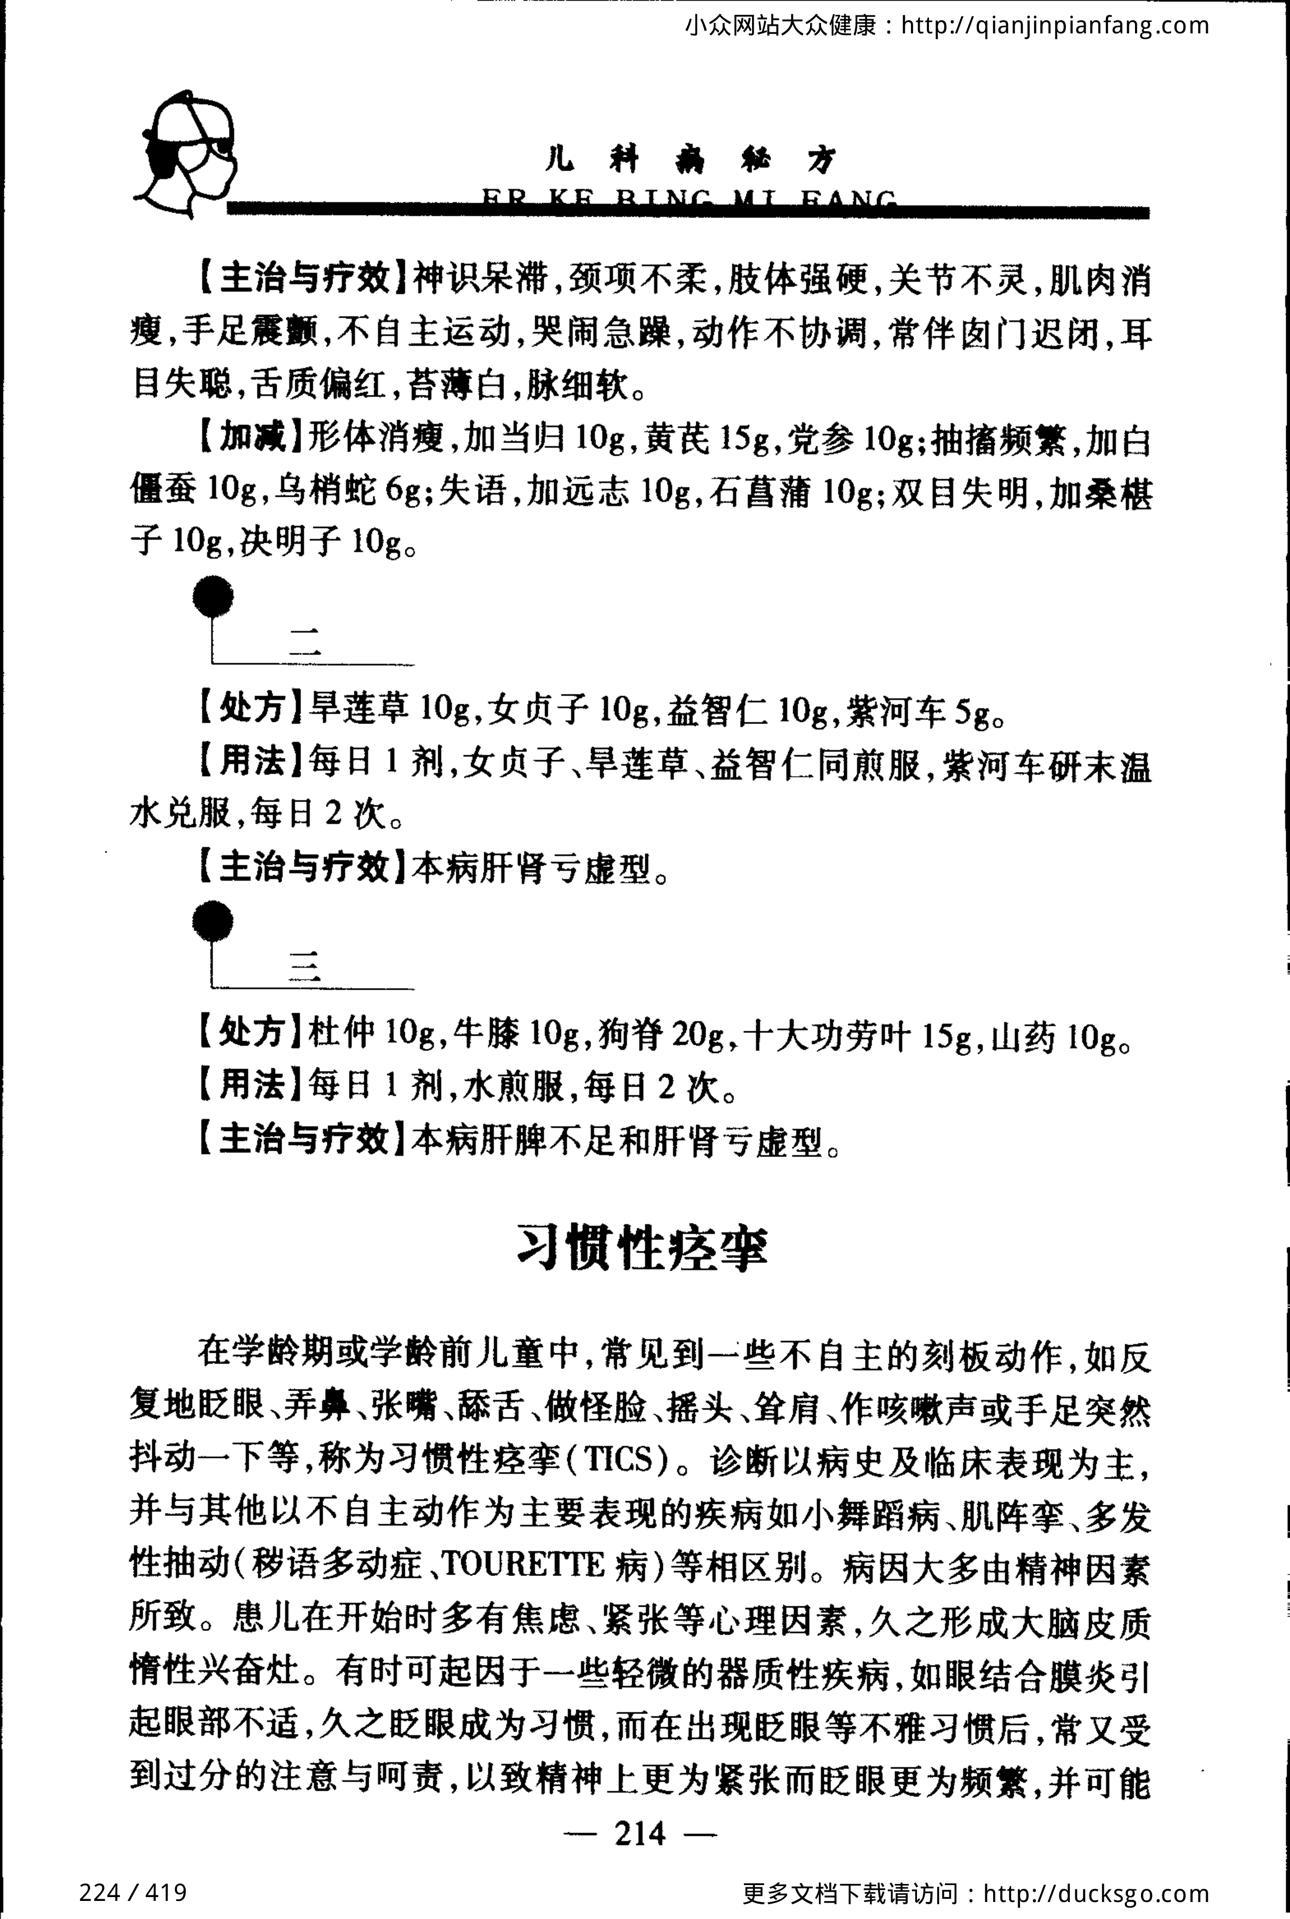 小众网站大众健康：http://qianjinpianfang.com
儿科病秘方
ER KE BING MI FANG
【主治与疗效】神识呆滞,颈项不柔,肢体强硬,关节不灵,肌肉消
瘦,手足震颤,不自主运动,哭闹急躁,动作不协调,常伴囟门迟闭,耳
目失聪,舌质偏红,苔薄白,脉细软。
【加减】形体消瘦,加当归 10g,黄芪 15g,党参 10g;抽搐频繁,加白
僵蚕 10g,乌梢蛇 6g;失语,加远志 10g,石菖蒲 10g;双目失明,加桑椹
子 10g,决明子 10g。
二
【处方】旱莲草 10g,女贞子 10g,益智仁 10g,紫河车 5g。
【用法】每日 1 剂,女贞子、旱莲草、益智仁同煎服,紫河车研末温
水兑服,每日 2 次。
【主治与疗效】本病肝肾亏虚型。
三
【处方】杜仲 10g,牛膝 10g,狗脊 20g,十大功劳叶 15g,山药 10g。
【用法】每日 1 剂,水煎服,每日 2 次。
【主治与疗效】本病肝脾不足和肝肾亏虚型。
习惯性痉挛
在学龄期或学龄前儿童中,常见到一些不自主的刻板动作,如反
复地眨眼、弄鼻、张嘴、舔舌、做怪脸、摇头、耸肩、作咳嗽声或手足突然
抖动一下等,称为习惯性痉挛(TICS)。诊断以病史及临床表现为主,
并与其他以不自主动作为主要表现的疾病如小舞蹈病、肌阵挛、多发
性抽动(秽语多动症、TOURETTE 病)等相区别。病因大多由精神因素
所致。患儿在开始时多有焦虑、紧张等心理因素,久之形成大脑皮质
惰性兴奋灶。有时可起因于一些轻微的器质性疾病,如眼结合膜炎引
起眼部不适,久之眨眼成为习惯,而在出现眨眼等不雅习惯后,常又受
到过分的注意与呵责,以致精神上更为紧张而眨眼更为频繁,并可能
— 214 —
224 / 419
更多文档下载请访问：http://ducksgo.com